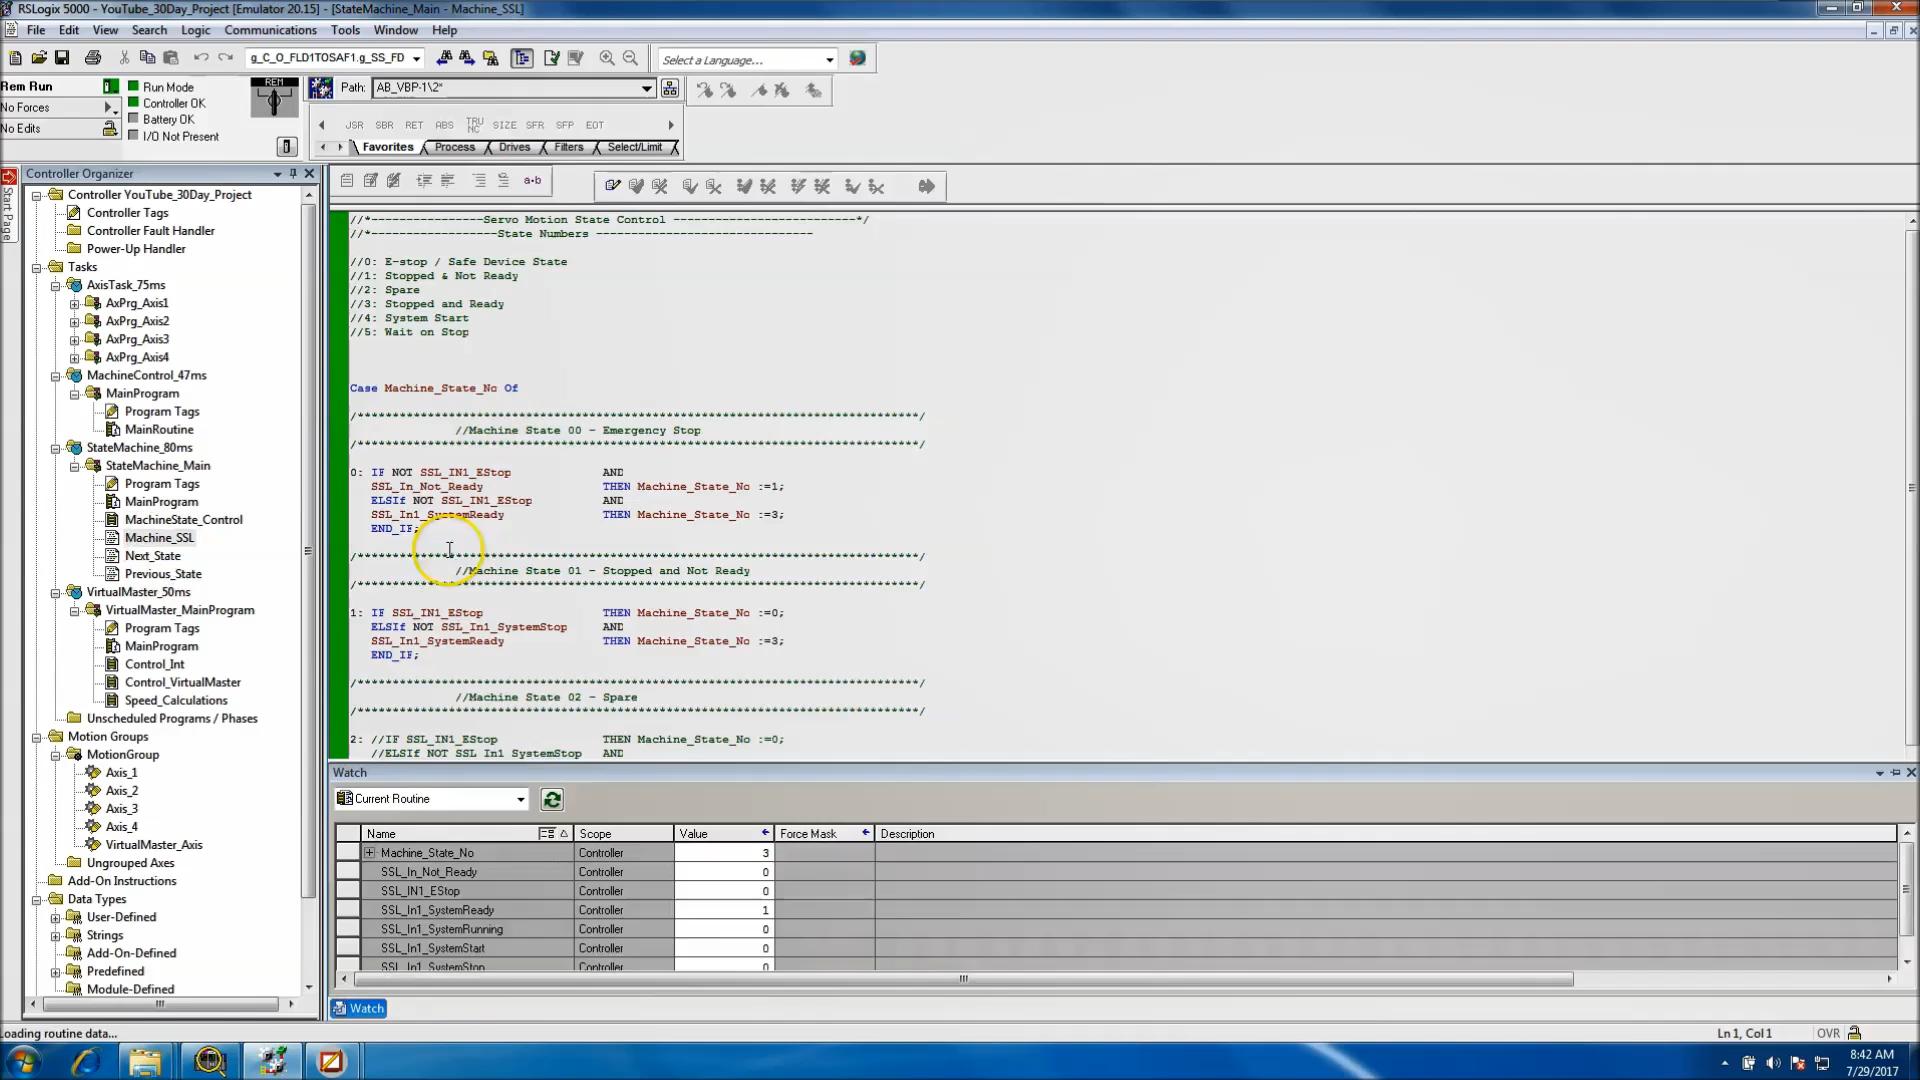 RSLogix 5000 - YouTube_30Day_Project [Emulator 20.15] - [StateMachine_Main - Machine_SSL]
File Edit View Search Logic Communications Tools Window Help
g_C_O_FLD1TOSAF1.g_SS_FD
Select a Language...
Rem Run
No Forces
No Edits
Run Mode
Controller OK
Battery OK
I/O Not Present
REM
Path: AB_VBP-1\2*
JSR SBR RET ABS TRUNC SIZE SFR SFP EOT
Favorites Process Drives Filters Select/Limit
Start Page
Controller Organizer
Controller YouTube_30Day_Project
Controller Tags
Controller Fault Handler
Power-Up Handler
Tasks
AxisTask_75ms
AxPrg_Axis1
AxPrg_Axis2
AxPrg_Axis3
AxPrg_Axis4
MachineControl_47ms
MainProgram
Program Tags
MainRoutine
StateMachine_80ms
StateMachine_Main
Program Tags
MainProgram
MachineState_Control
Machine_SSL
Next_State
Previous_State
VirtualMaster_50ms
VirtualMaster_MainProgram
Program Tags
MainProgram
Control_Int
Control_VirtualMaster
Speed_Calculations
Unscheduled Programs / Phases
Motion Groups
MotionGroup
Axis_1
Axis_2
Axis_3
Axis_4
VirtualMaster_Axis
Ungrouped Axes
Add-On Instructions
Data Types
User-Defined
Strings
Add-On-Defined
Predefined
Module-Defined
//*----------------Servo Motion State Control --------------------------*/
//*------------------State Numbers -------------------------------
//0: E-stop / Safe Device State
//1: Stopped & Not Ready
//2: Spare
//3: Stopped and Ready
//4: System Start
//5: Wait on Stop
Case Machine_State_No Of
/********************************************************************************/
//Machine State 00 - Emergency Stop
/********************************************************************************/
0: IF NOT SSL_IN1_EStop AND
SSL_In_Not_Ready THEN Machine_State_No :=1;
ELSIf NOT SSL_IN1_EStop AND
SSL_In1_SystemReady THEN Machine_State_No :=3;
END_IF;
/********************************************************************************/
//Machine State 01 - Stopped and Not Ready
/********************************************************************************/
1: IF SSL_IN1_EStop THEN Machine_State_No :=0;
ELSIf NOT SSL_In1_SystemStop AND
SSL_In1_SystemReady THEN Machine_State_No :=3;
END_IF;
/********************************************************************************/
//Machine State 02 - Spare
/********************************************************************************/
2: //IF SSL_IN1_EStop THEN Machine_State_No :=0;
//ELSIf NOT SSL_In1_SystemStop AND
Watch
Current Routine
Name Scope Value Force Mask Description
Machine_State_No Controller 3
SSL_In_Not_Ready Controller 0
SSL_IN1_EStop Controller 0
SSL_In1_SystemReady Controller 1
SSL_In1_SystemRunning Controller 0
SSL_In1_SystemStart Controller 0
SSL_In1_SystemStop Controller 0
Watch
Loading routine data...
Ln 1, Col 1
OVR
8:42 AM
7/29/2017